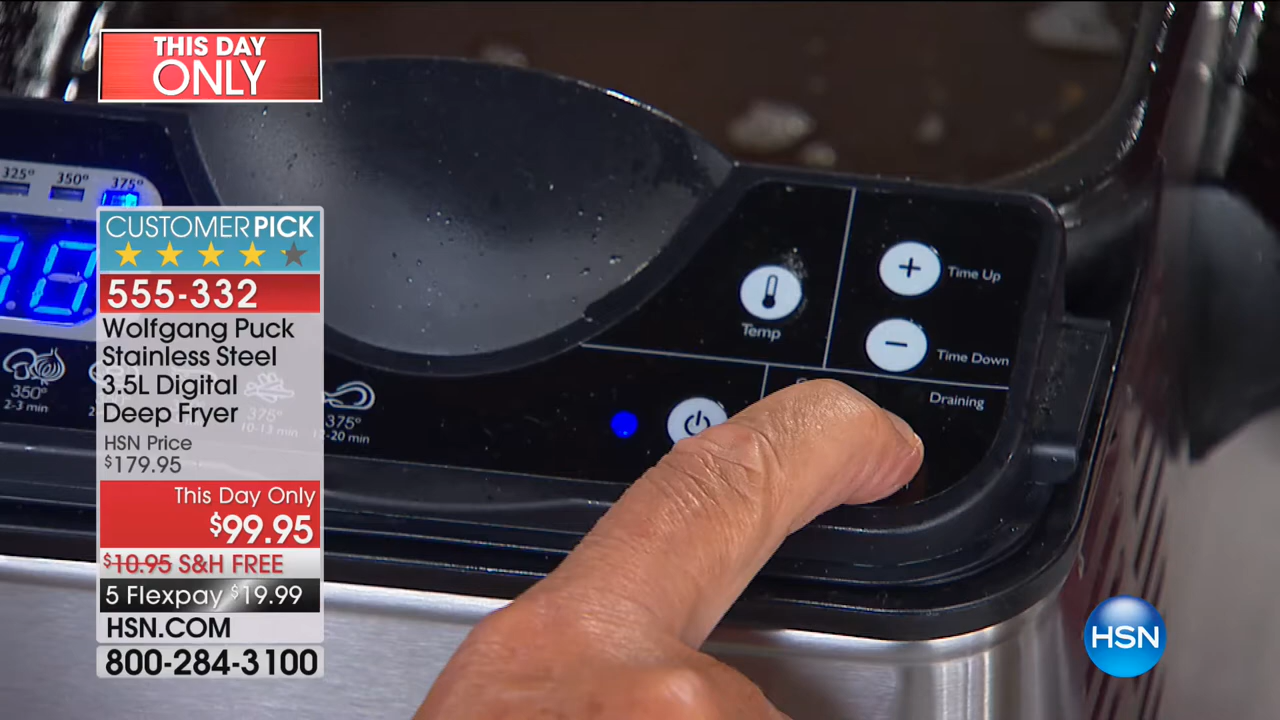 THIS DAY
ONLY
325° 350° 375°
CUSTOMER PICK
555-332
Wolfgang Puck
Stainless Steel
3.5L Digital
Deep Fryer
HSN Price
$179.95
This Day Only
$99.95
$10.95 S&H FREE
5 Flexpay $19.99
HSN.COM
800-284-3100
350°
2-3 min
375°
10-13 min
375°
-20 min
Temp
Time Up
Time Down
Draining
HSN